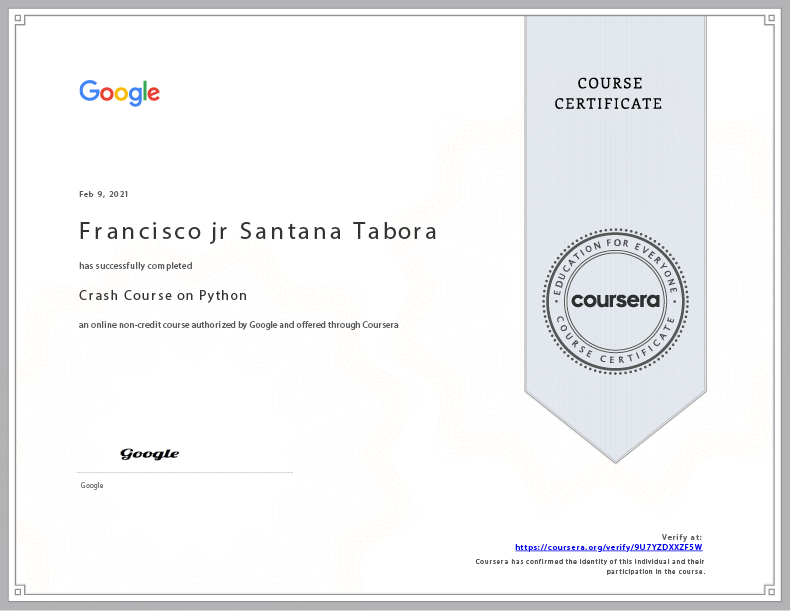 Google
COURSE
CERTIFICATE
Feb 9, 2021
Francisco jr Santana Tabora
has successfully completed
Crash Course on Python
an online non-credit course authorized by Google and offered through Coursera
EDUCATION FOR EVERYONE
coursera
COURSE CERTIFICATE
Google
Google
Verify at:
https://coursera.org/verify/9U7YZDXXZF5W
Coursera has confirmed the identity of this individual and their
participation in the course.